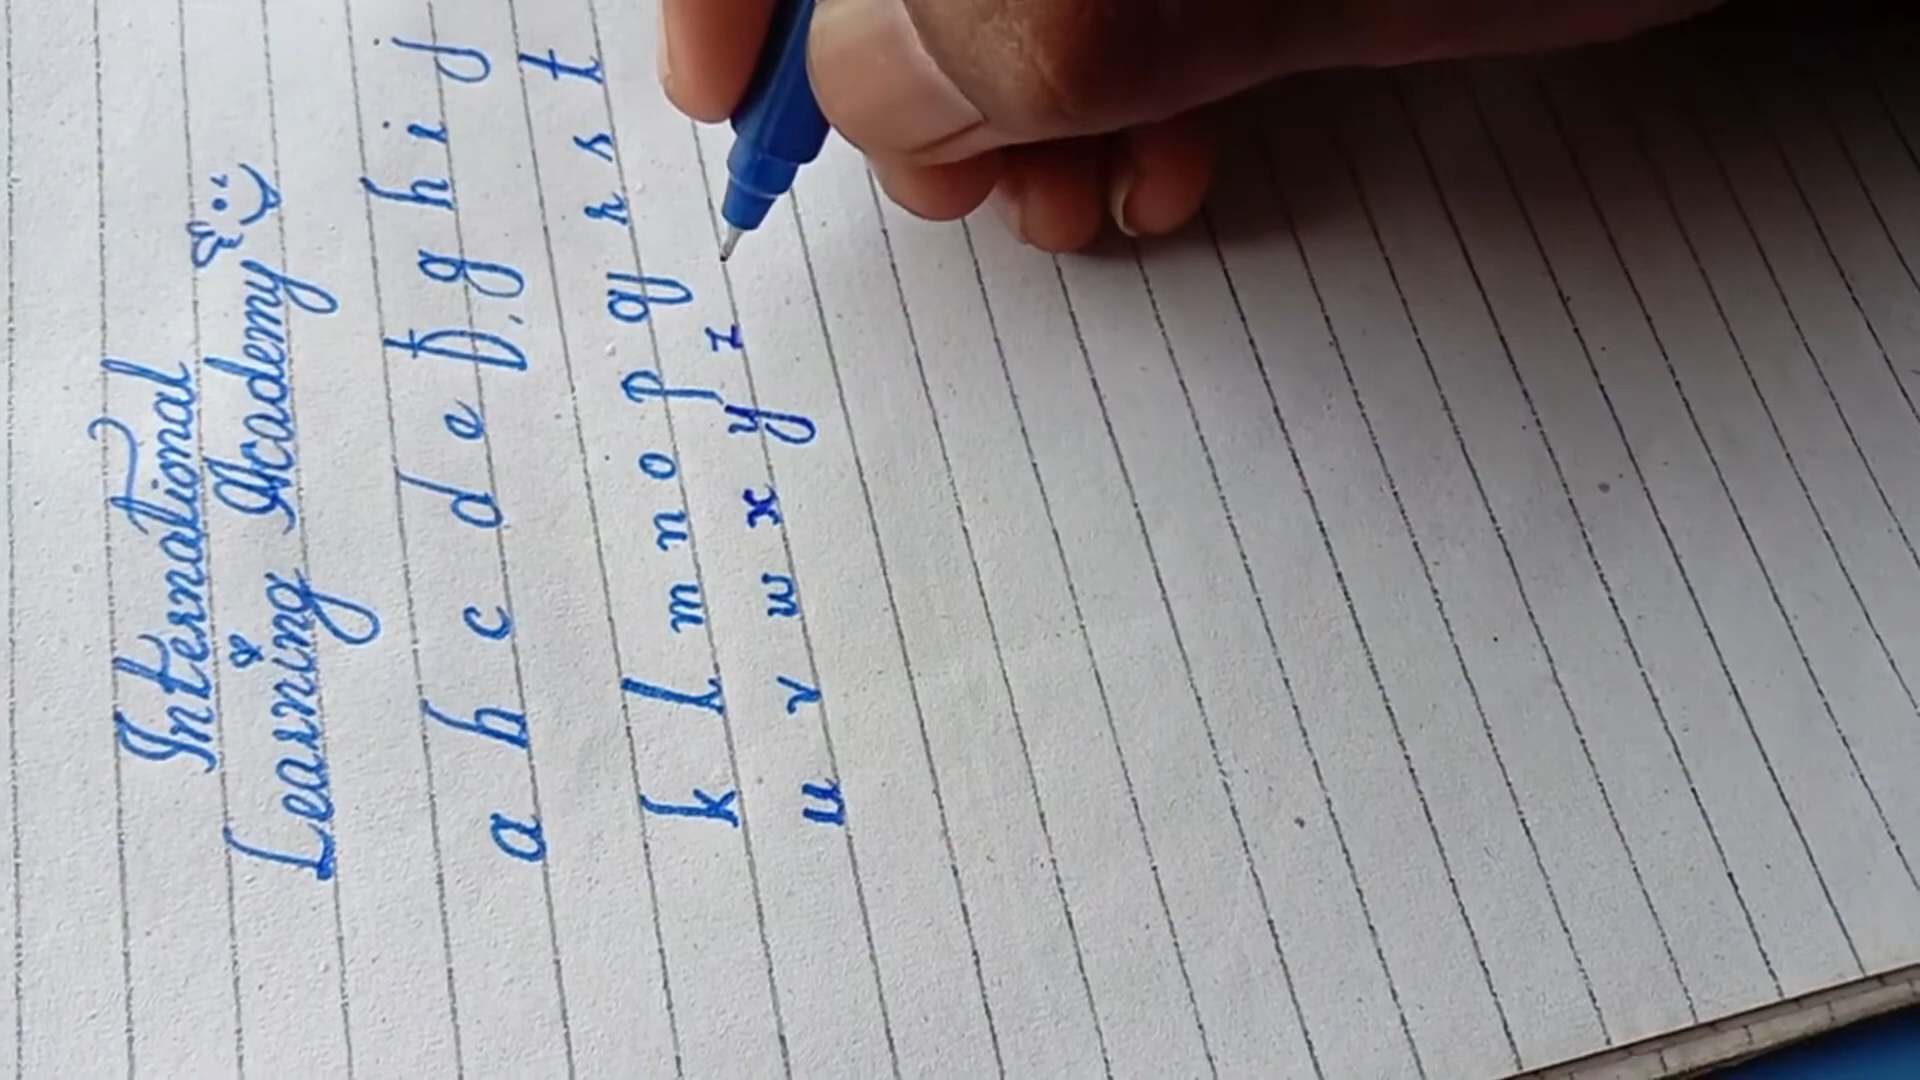 International
Learning Academy
a b c d e f g h i j
k l m n o p q r s t
u v w x y z